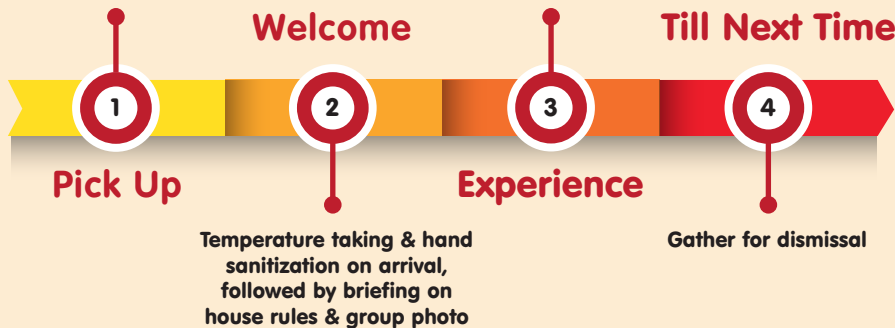 Welcome
Till Next Time
1
2
3
4
Pick Up
Experience
Temperature taking & hand
sanitization on arrival,
followed by briefing on
house rules & group photo
Gather for dismissal